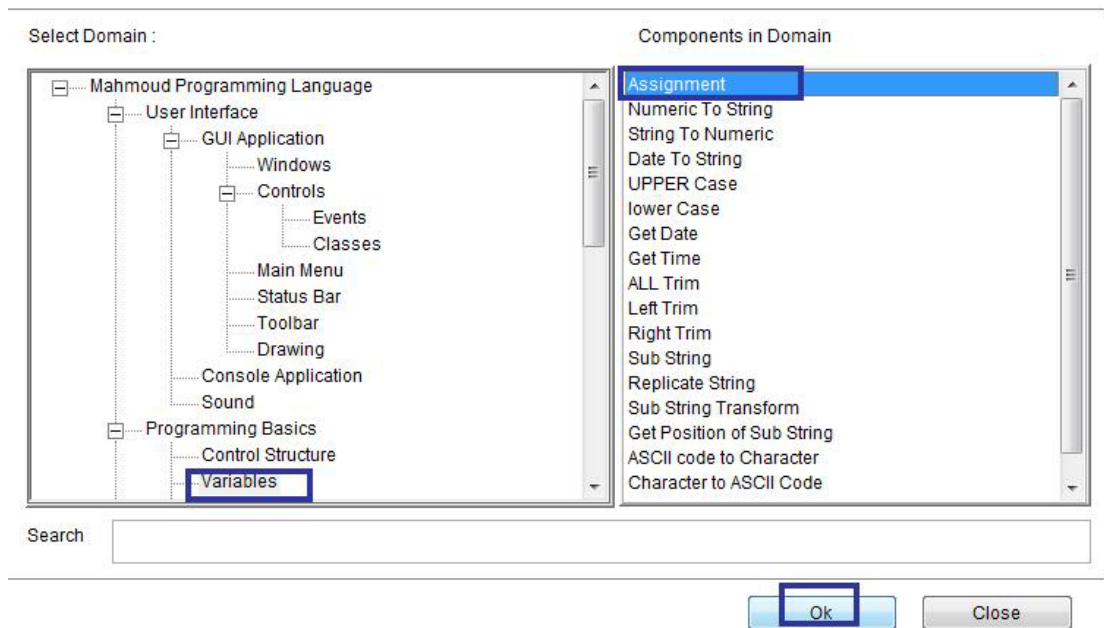 Select Domain :
Components in Domain
Mahmoud Programming Language
User Interface
GUI Application
Windows
Controls
Events
Classes
Main Menu
Status Bar
Toolbar
Drawing
Console Application
Sound
Programming Basics
Control Structure
Variables
Assignment
Numeric To String
String To Numeric
Date To String
UPPER Case
lower Case
Get Date
Get Time
ALL Trim
Left Trim
Right Trim
Sub String
Replicate String
Sub String Transform
Get Position of Sub String
ASCII code to Character
Character to ASCII Code
Search
Ok
Close